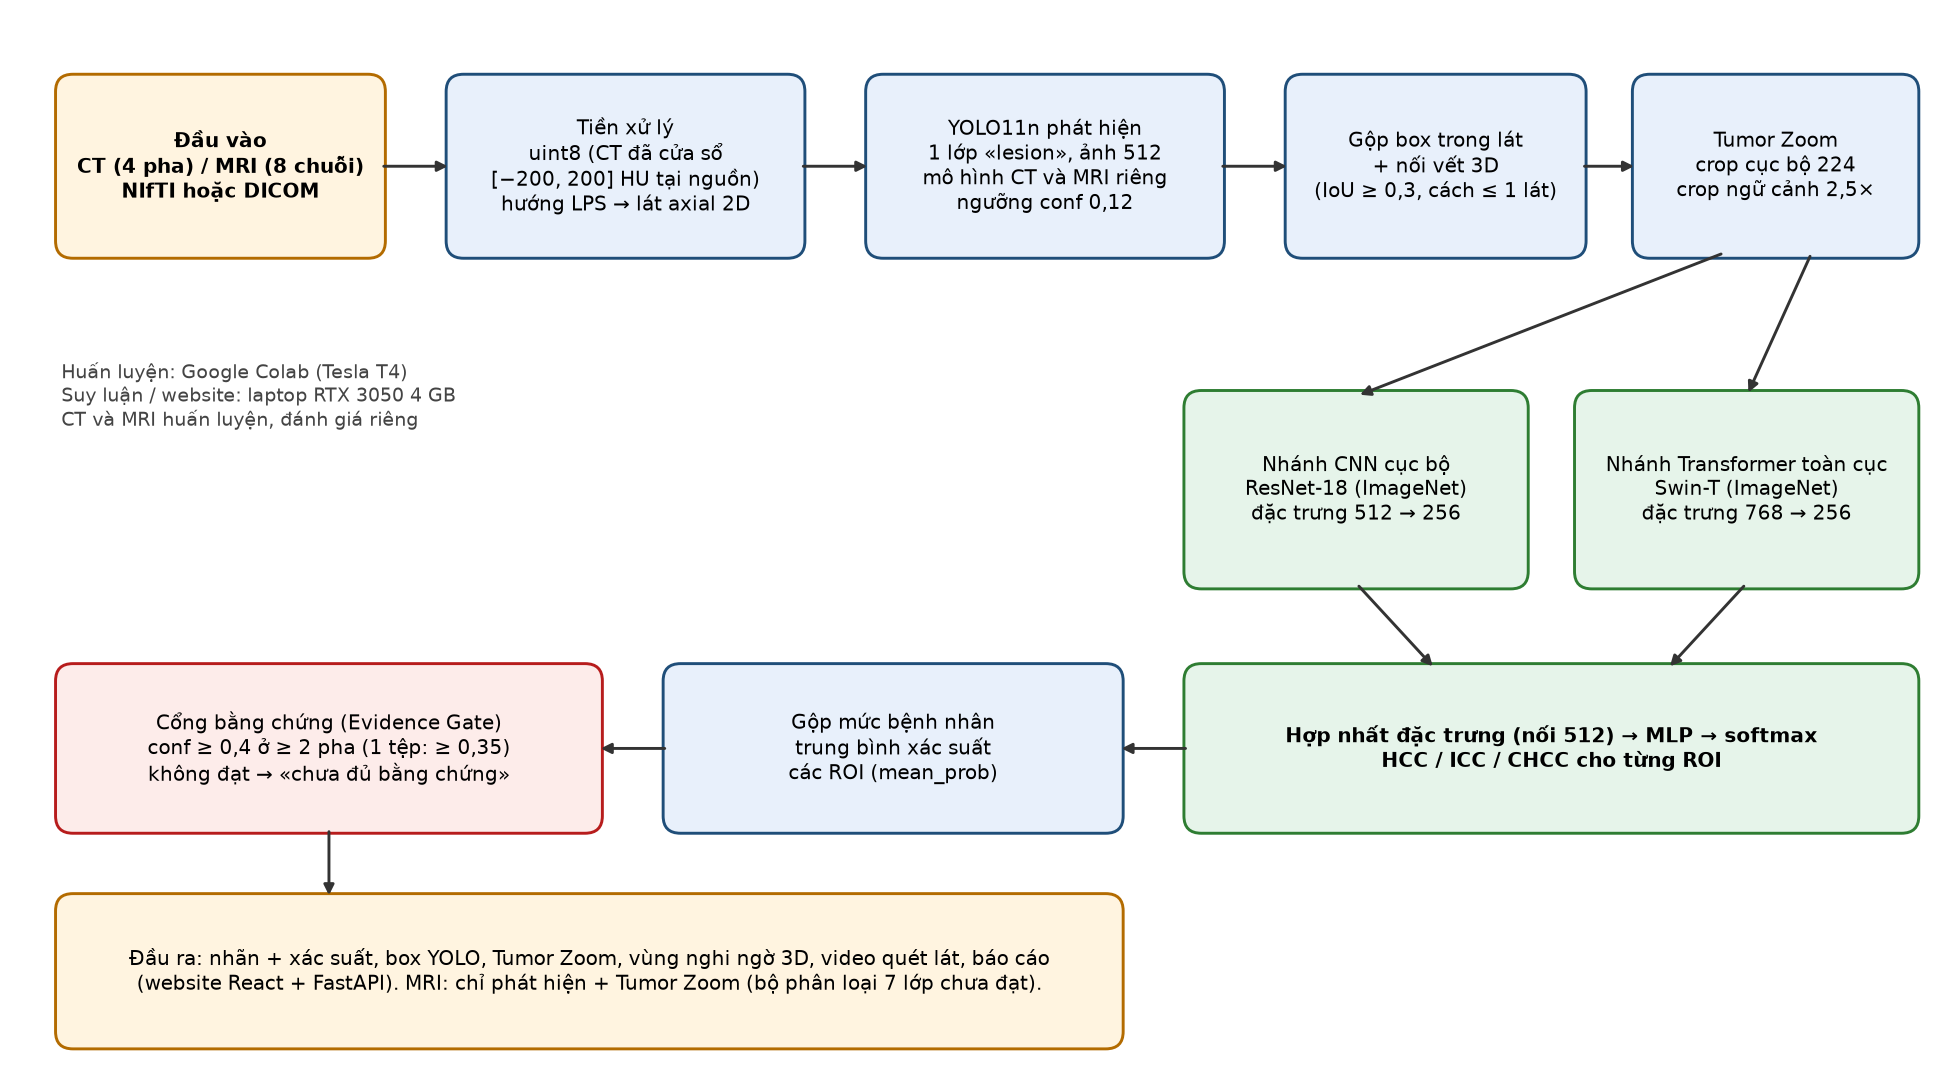 Đầu vào
CT (4 pha) / MRI (8 chuỗi)
NIfTI hoặc DICOM
Tiền xử lý
uint8 (CT đã cửa sổ
[−200, 200] HU tại nguồn)
hướng LPS → lát axial 2D
YOLO11n phát hiện
1 lớp «lesion», ảnh 512
mô hình CT và MRI riêng
ngưỡng conf 0,12
Gộp box trong lát
+ nối vết 3D
(IoU ≥ 0,3, cách ≤ 1 lát)
Tumor Zoom
crop cục bộ 224
crop ngữ cảnh 2,5×
Huấn luyện: Google Colab (Tesla T4)
Suy luận / website: laptop RTX 3050 4 GB
CT và MRI huấn luyện, đánh giá riêng
Nhánh CNN cục bộ
ResNet-18 (ImageNet)
đặc trưng 512 → 256
Nhánh Transformer toàn cục
Swin-T (ImageNet)
đặc trưng 768 → 256
Hợp nhất đặc trưng (nối 512) → MLP → softmax
HCC / ICC / CHCC cho từng ROI
Gộp mức bệnh nhân
trung bình xác suất
các ROI (mean_prob)
Cổng bằng chứng (Evidence Gate)
conf ≥ 0,4 ở ≥ 2 pha (1 tệp: ≥ 0,35)
không đạt → «chưa đủ bằng chứng»
Đầu ra: nhãn + xác suất, box YOLO, Tumor Zoom, vùng nghi ngờ 3D, video quét lát, báo cáo
(website React + FastAPI). MRI: chỉ phát hiện + Tumor Zoom (bộ phân loại 7 lớp chưa đạt).